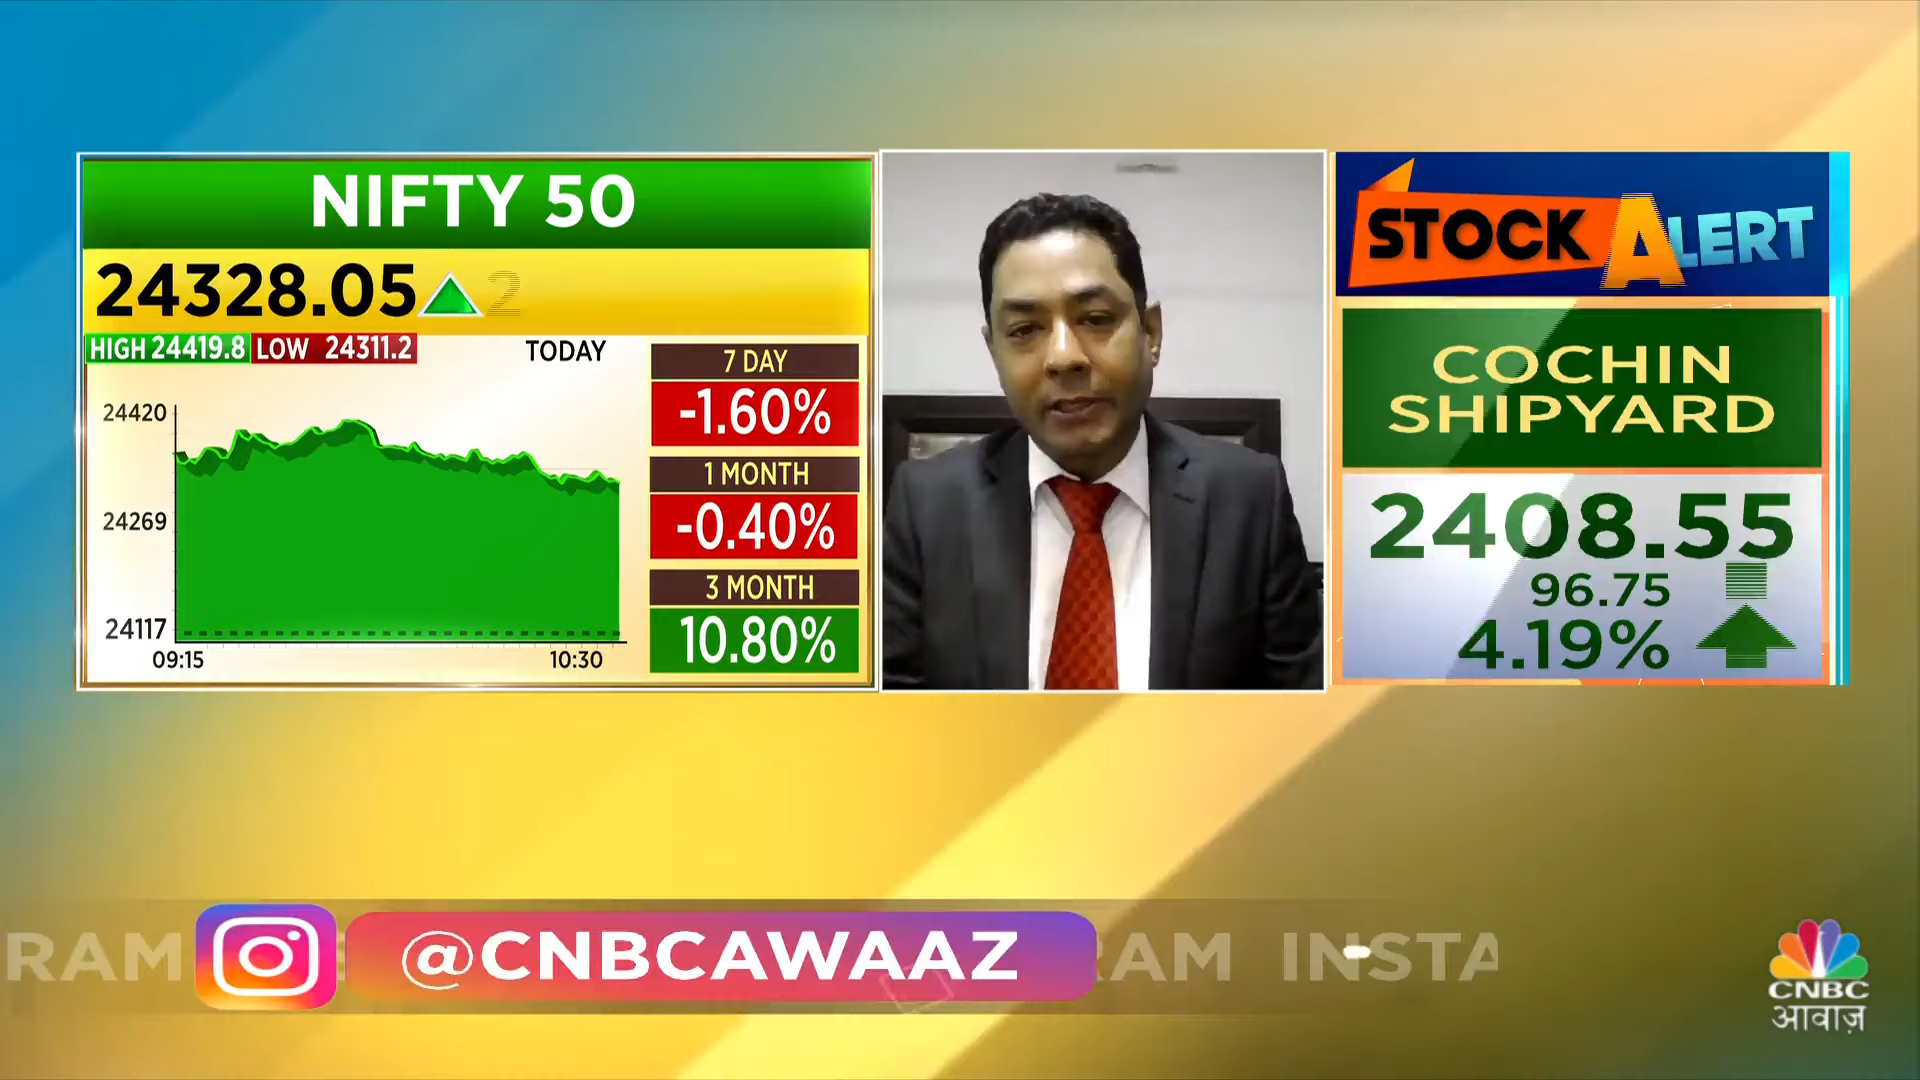 NIFTY 50
24328.05
2
HIGH 24419.8 LOW 24311.2
TODAY
24420
24269
24117
09:15
10:30
7 DAY
-1.60%
1 MONTH
-0.40%
3 MONTH
10.80%
STOCK ALERT
COCHIN
SHIPYARD
2408.55
96.75
4.19%
RAM @CNBCAWAAZ RAM INSTA
CNBC
आवाज़